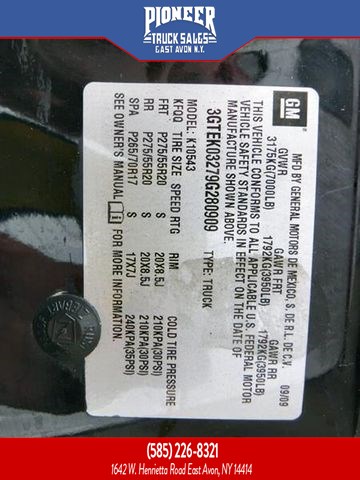 PIONEER
TRUCK SALES
EAST AVON N.Y.
GM
MFD BY GENERAL MOTORS DE MEXICO, S. DE R.L. DE C.V. 09/09
GVWR GAWR FRT GAWR RR
3175KG(7000LB) 1792KG(3950LB) 1792KG(3950LB)
THIS VEHICLE CONFORMS TO ALL APPLICABLE U.S. FEDERAL MOTOR
VEHICLE SAFETY STANDARDS IN EFFECT ON THE DATE OF
MANUFACTURE SHOWN ABOVE.
3GTEK03279G280909 TYPE: TRUCK
MODEL: K10543
KFQQ TIRE SIZE SPEED RTG RIM COLD TIRE PRESSURE
FRT P275/55R20 S 20X8.5J 210KPA(30PSI)
RR P275/55R20 S 20X8.5J 210KPA(30PSI)
SPA P265/70R17 S 17X7J 240KPA(35PSI)
SEE OWNER'S MANUAL FOR MORE INFORMATION.
(585) 226-8321
1642 W. Henrietta Road East Avon, NY 14414